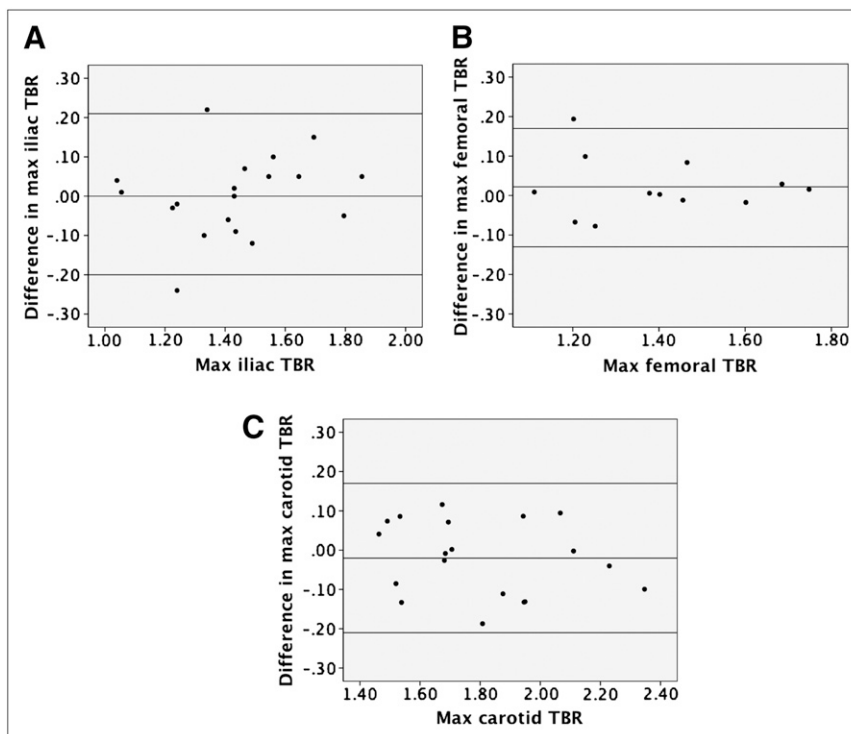 A
Difference in max iliac TBR
.30
.20
.10
.00
-.10
-.20
-.30
1.00 1.20 1.40 1.60 1.80 2.00
Max iliac TBR
B
Difference in max femoral TBR
.30
.20
.10
.00
-.10
-.20
-.30
1.20 1.40 1.60 1.80
Max femoral TBR
C
Difference in max carotid TBR
.30
.20
.10
.00
-.10
-.20
-.30
1.40 1.60 1.80 2.00 2.20 2.40
Max carotid TBR